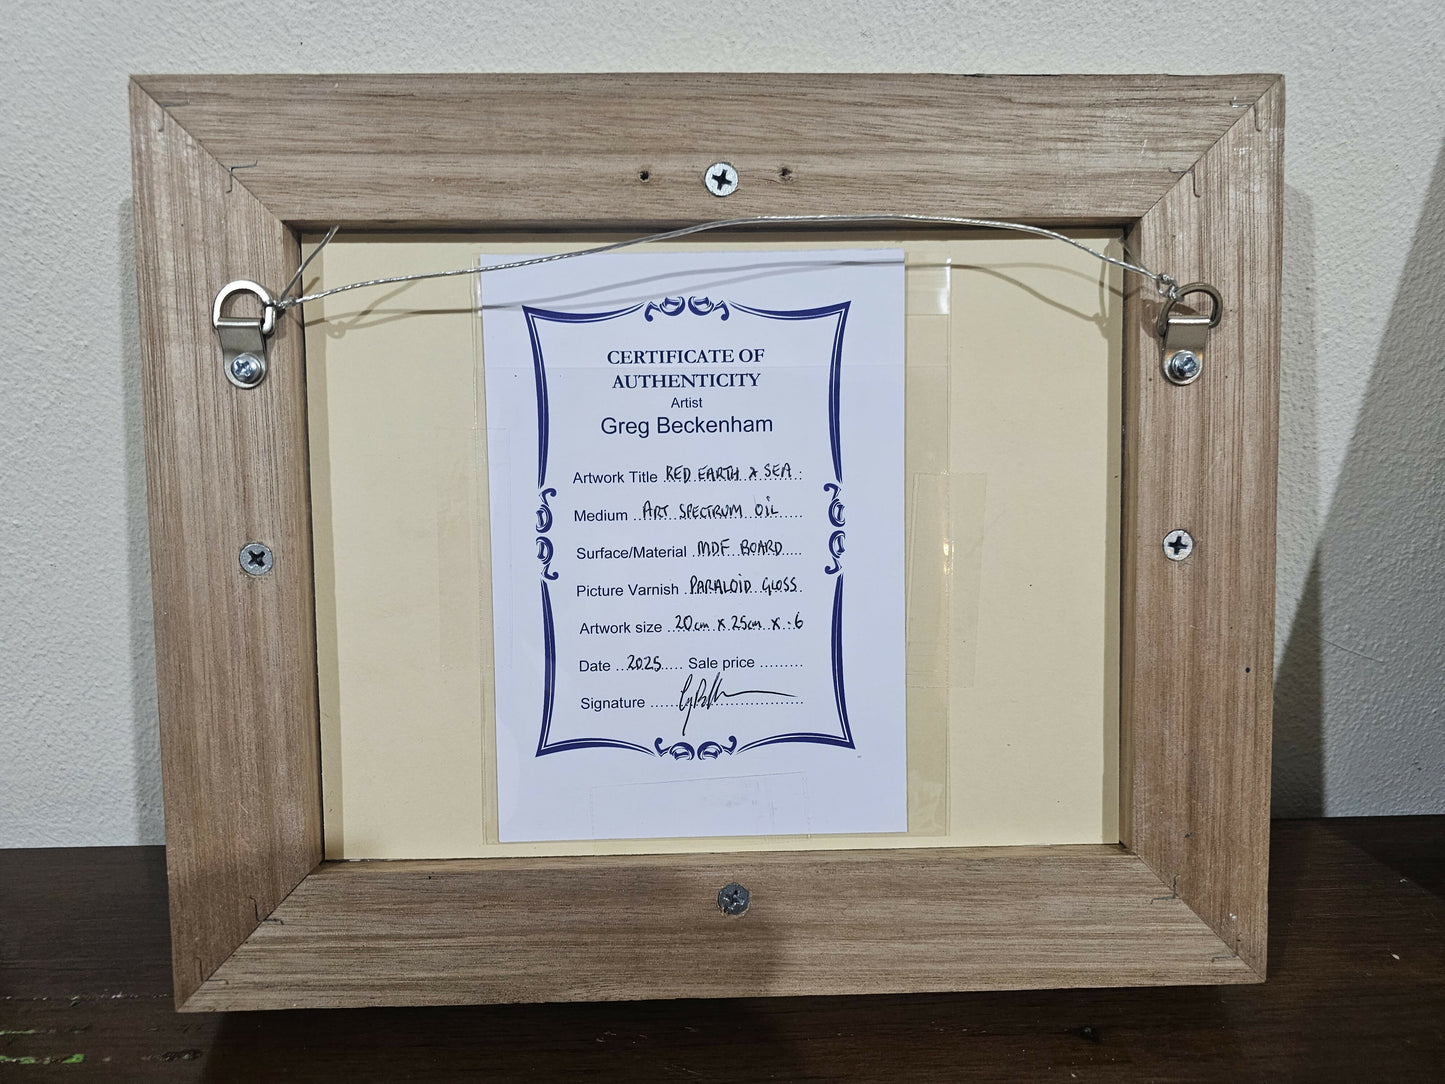 CERTIFICATE OF
AUTHENTICITY
Artist
Greg Beckenham
Artwork Title RED EARTH & SEA
Medium ART SPECTRUM OIL
Surface/Material MDF BOARD
Picture Varnish PARALOID GLOSS
Artwork size 20cm x 25cm x .6
Date 2025 Sale price
Signature